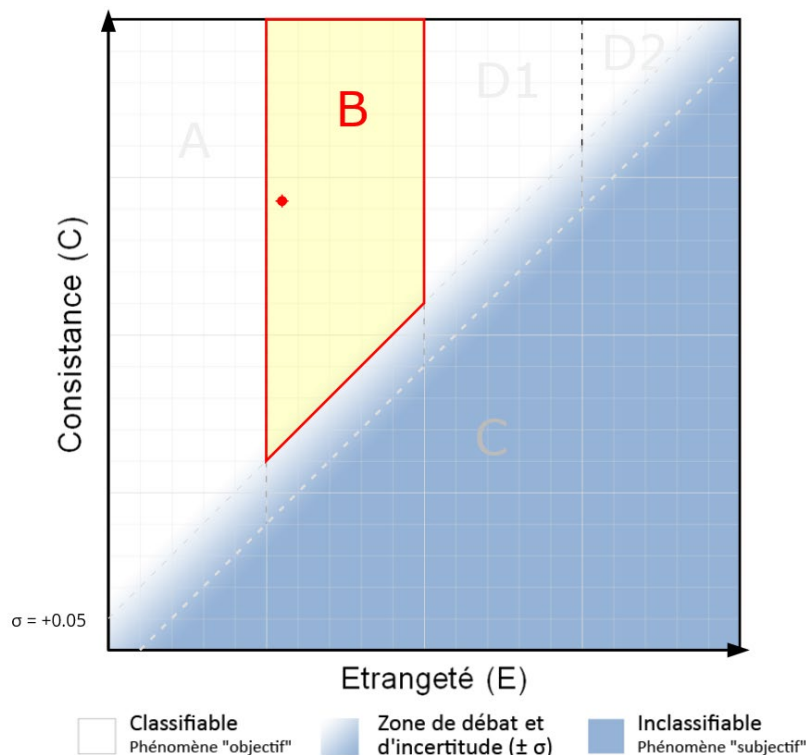 A
B
D1
D2
C
Consistance (C)
σ = +0.05
Etrangeté (E)
Classifiable
Phénomène "objectif"
Zone de débat et
d'incertitude (± σ)
Inclassifiable
Phénomène "subjectif"